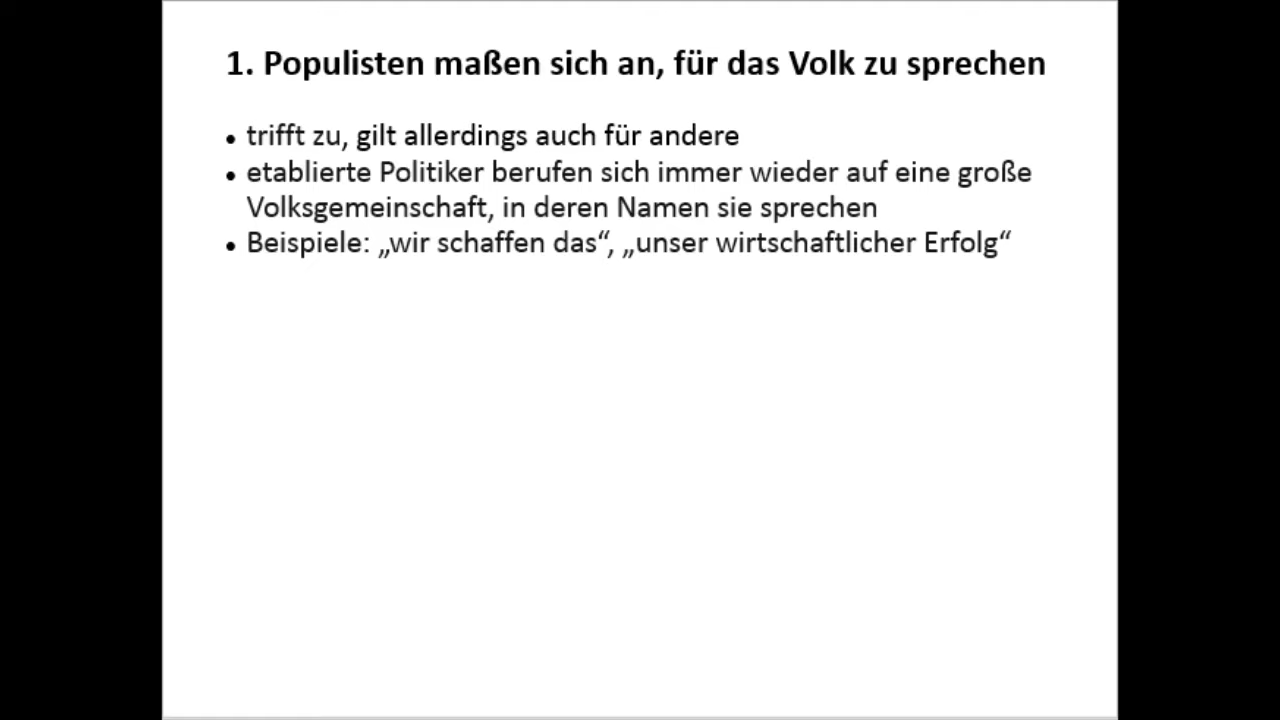 1. Populisten maßen sich an, für das Volk zu sprechen
• trifft zu, gilt allerdings auch für andere
• etablierte Politiker berufen sich immer wieder auf eine große
Volksgemeinschaft, in deren Namen sie sprechen
• Beispiele: „wir schaffen das“, „unser wirtschaftlicher Erfolg“